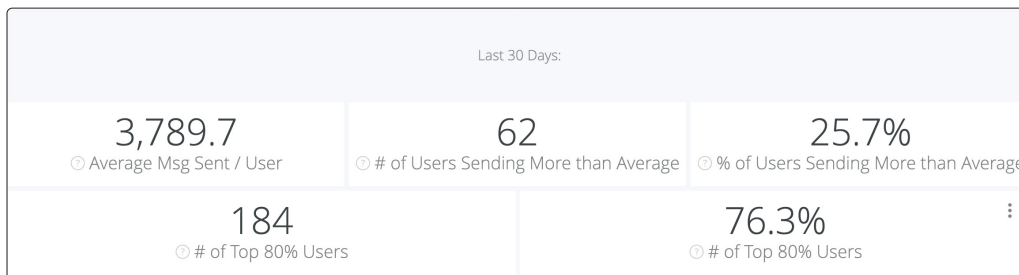 Last 30 Days:
3,789.7
Average Msg Sent / User
62
# of Users Sending More than Average
25.7%
% of Users Sending More than Average
184
# of Top 80% Users
76.3%
# of Top 80% Users